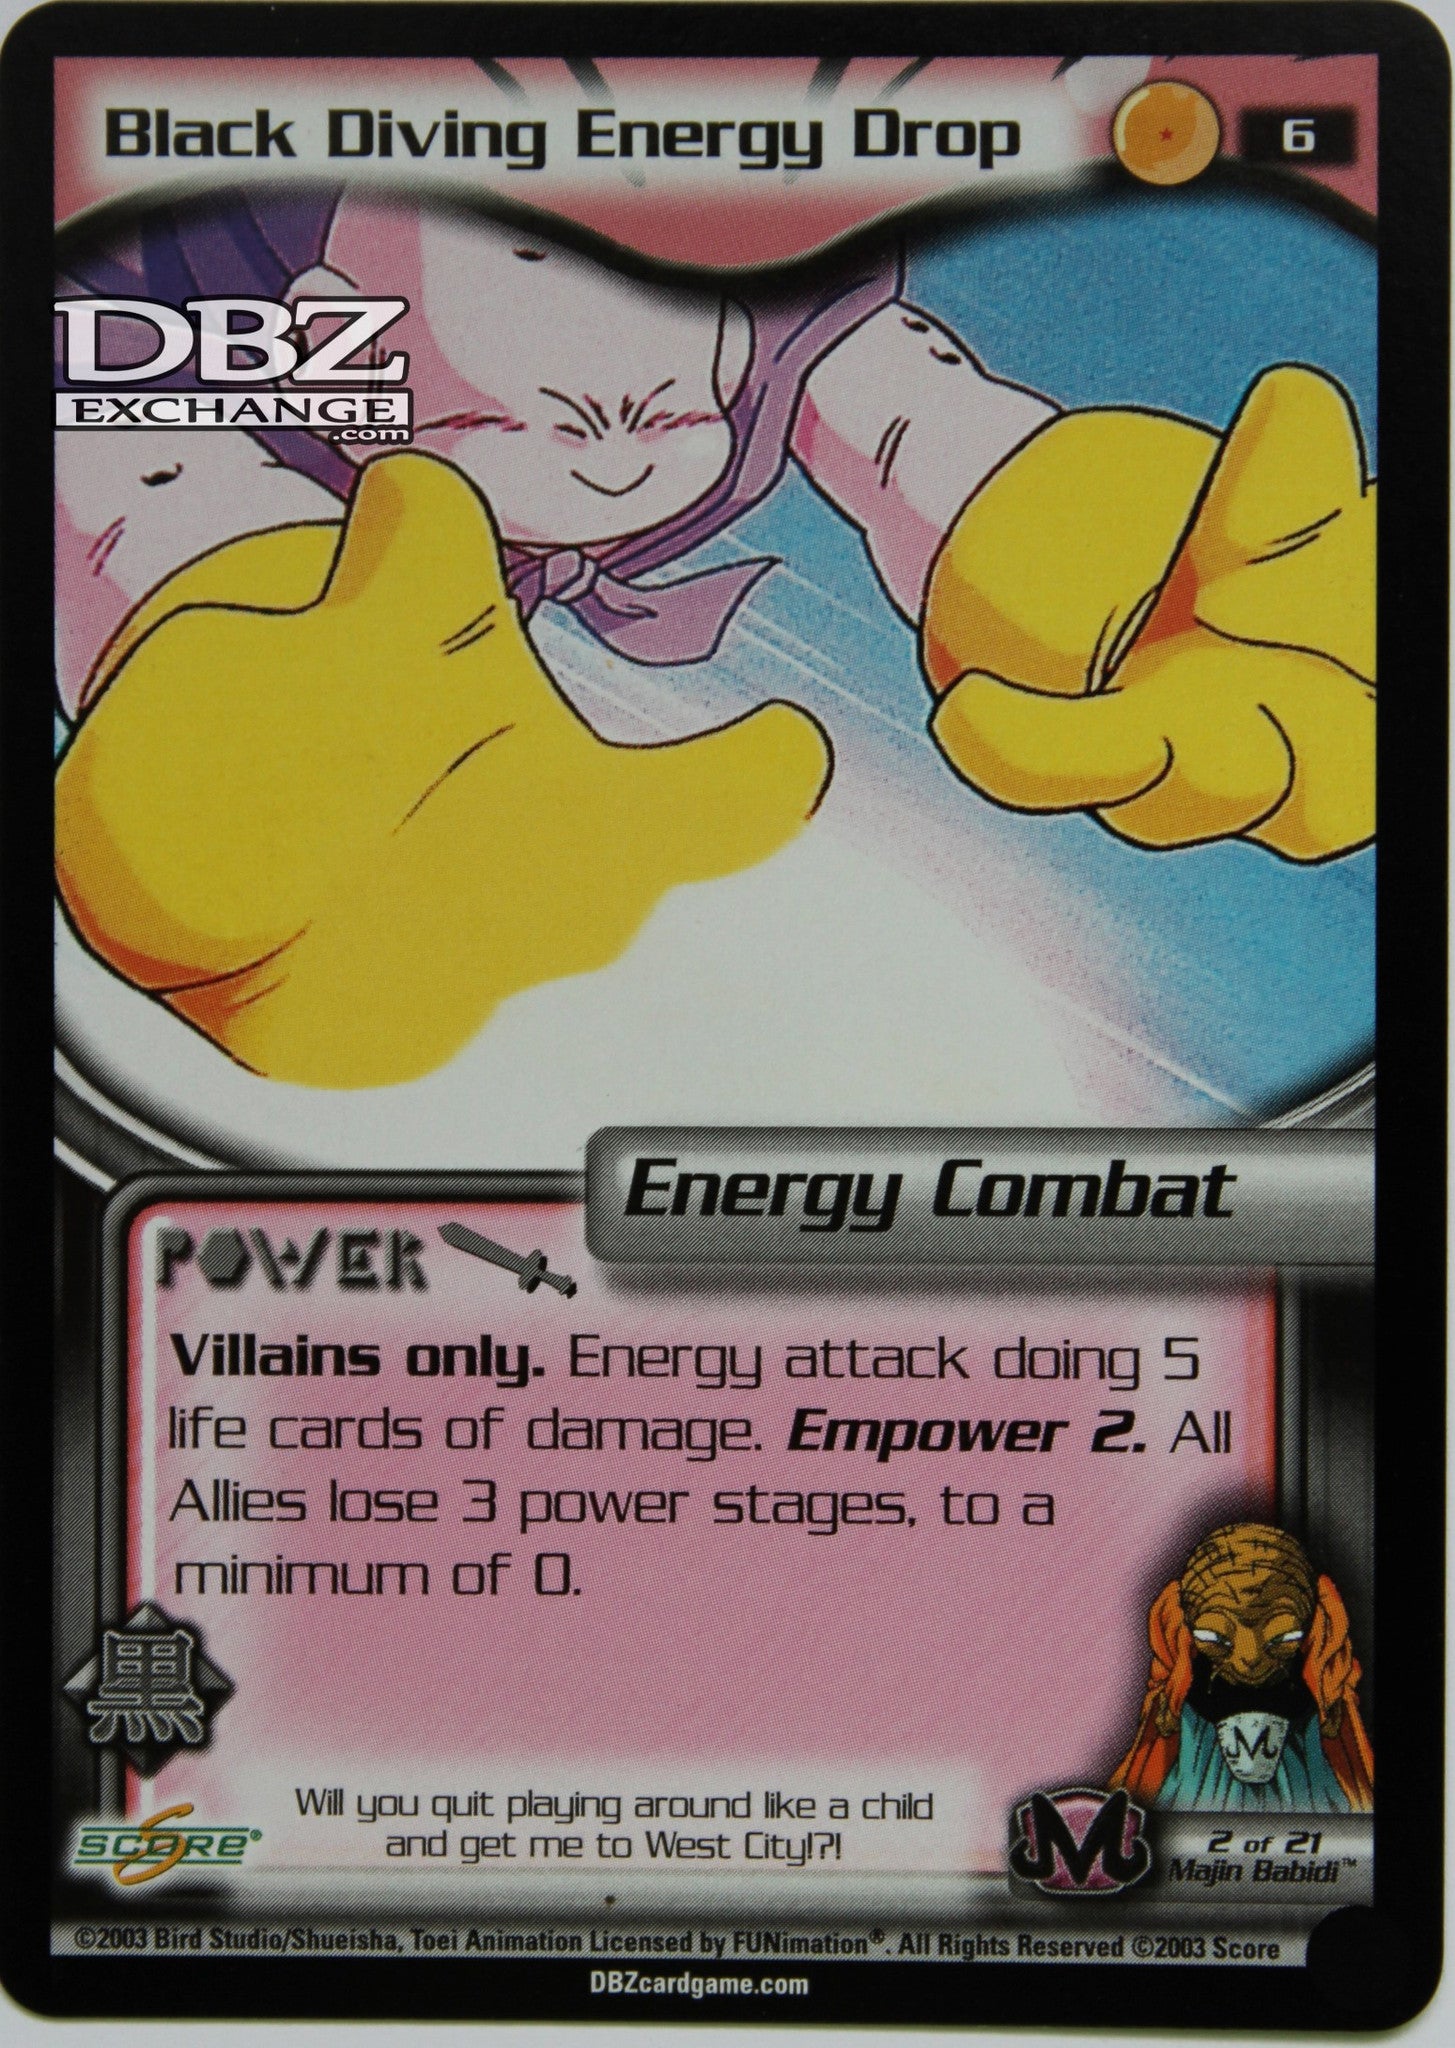 Black Diving Energy Drop
6
DBZ
EXCHANGE
.com
Energy Combat
POWER
Villains only. Energy attack doing 5
life cards of damage. Empower 2. All
Allies lose 3 power stages, to a
minimum of 0.
黒
M
Will you quit playing around like a child
and get me to West City!?!
SCORE®
M
2 of 21
Majin Babidi™
©2003 Bird Studio/Shueisha, Toei Animation Licensed by FUNimation®. All Rights Reserved ©2003 Score
DBZcardgame.com